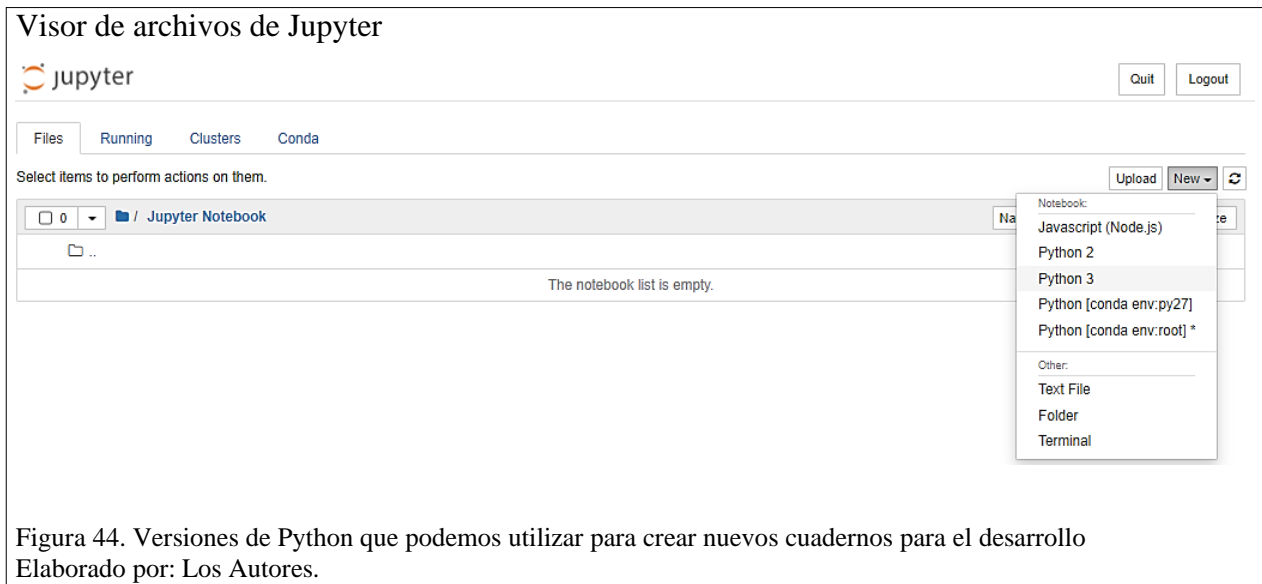 Visor de archivos de Jupyter
jupyter
Quit Logout
Files Running Clusters Conda
Select items to perform actions on them.
Upload New
0 / Jupyter Notebook
Na
ze
Notebook:
Javascript (Node.js)
Python 2
..
Python 3
The notebook list is empty.
Python [conda env:py27]
Python [conda env:root] *
Other:
Text File
Folder
Terminal
Figura 44. Versiones de Python que podemos utilizar para crear nuevos cuadernos para el desarrollo
Elaborado por: Los Autores.